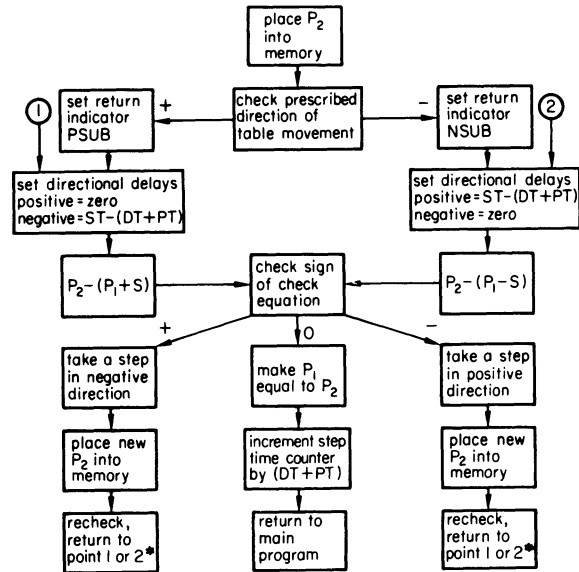 place P₂
into
memory
1
set return
indicator
PSUB
+
check prescribed
direction of
table movement
−
set return
indicator
NSUB
2
set directional delays
positive = zero
negative = ST−(DT+PT)
set directional delays
positive = ST−(DT+PT)
negative = zero
P₂−(P₁+S)
check sign
of check
equation
P₂−(P₁−S)
+
0
−
take a step
in negative
direction
make P₁
equal to P₂
take a step
in positive
direction
place new
P₂ into
memory
increment step
time counter
by (DT+PT)
place new
P₂ into
memory
recheck,
return to
point 1 or 2*
return to
main
program
recheck,
return to
point 1 or 2*